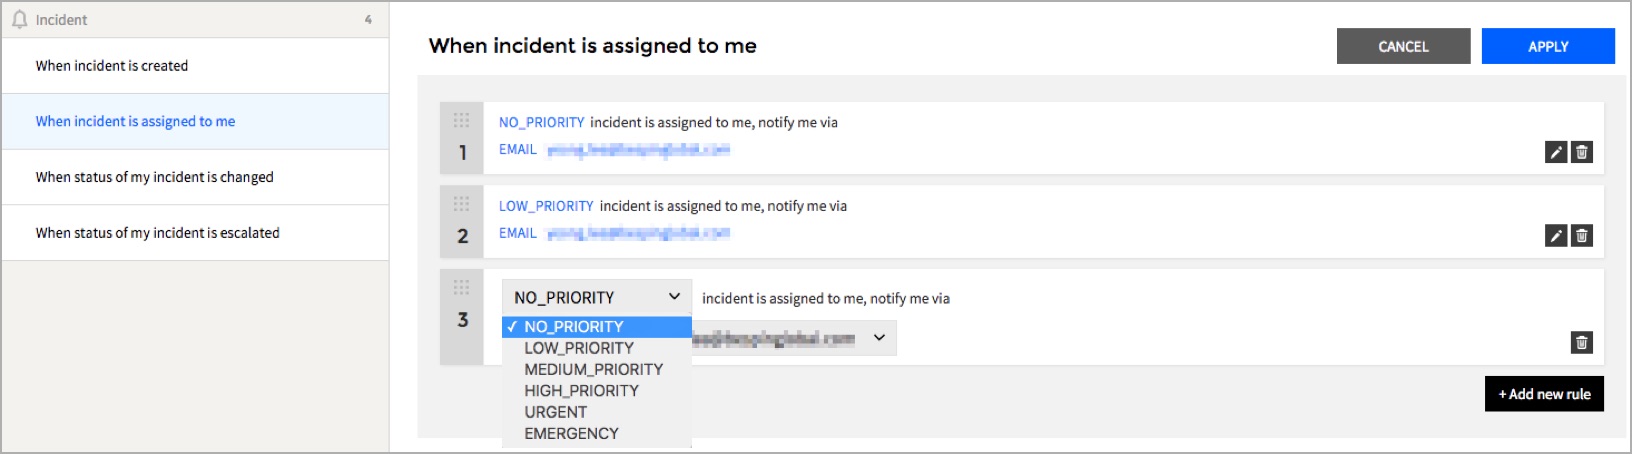 Incident 4
When incident is created
When incident is assigned to me
When status of my incident is changed
When status of my incident is escalated
When incident is assigned to me
CANCEL
APPLY
1
NO_PRIORITY incident is assigned to me, notify me via
EMAIL
2
LOW_PRIORITY incident is assigned to me, notify me via
EMAIL
3
NO_PRIORITY incident is assigned to me, notify me via
✓ NO_PRIORITY
LOW_PRIORITY
MEDIUM_PRIORITY
HIGH_PRIORITY
URGENT
EMERGENCY
+ Add new rule